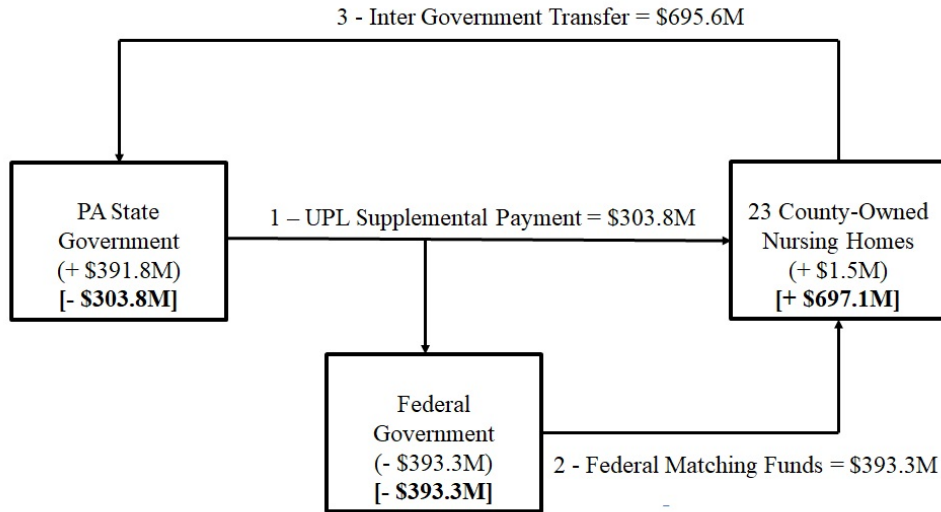 3 - Inter Government Transfer = $695.6M
PA State
Government
(+ $391.8M)
[- $303.8M]
1 – UPL Supplemental Payment = $303.8M
23 County-Owned
Nursing Homes
(+ $1.5M)
[+ $697.1M]
Federal
Government
(- $393.3M)
[- $393.3M]
2 - Federal Matching Funds = $393.3M